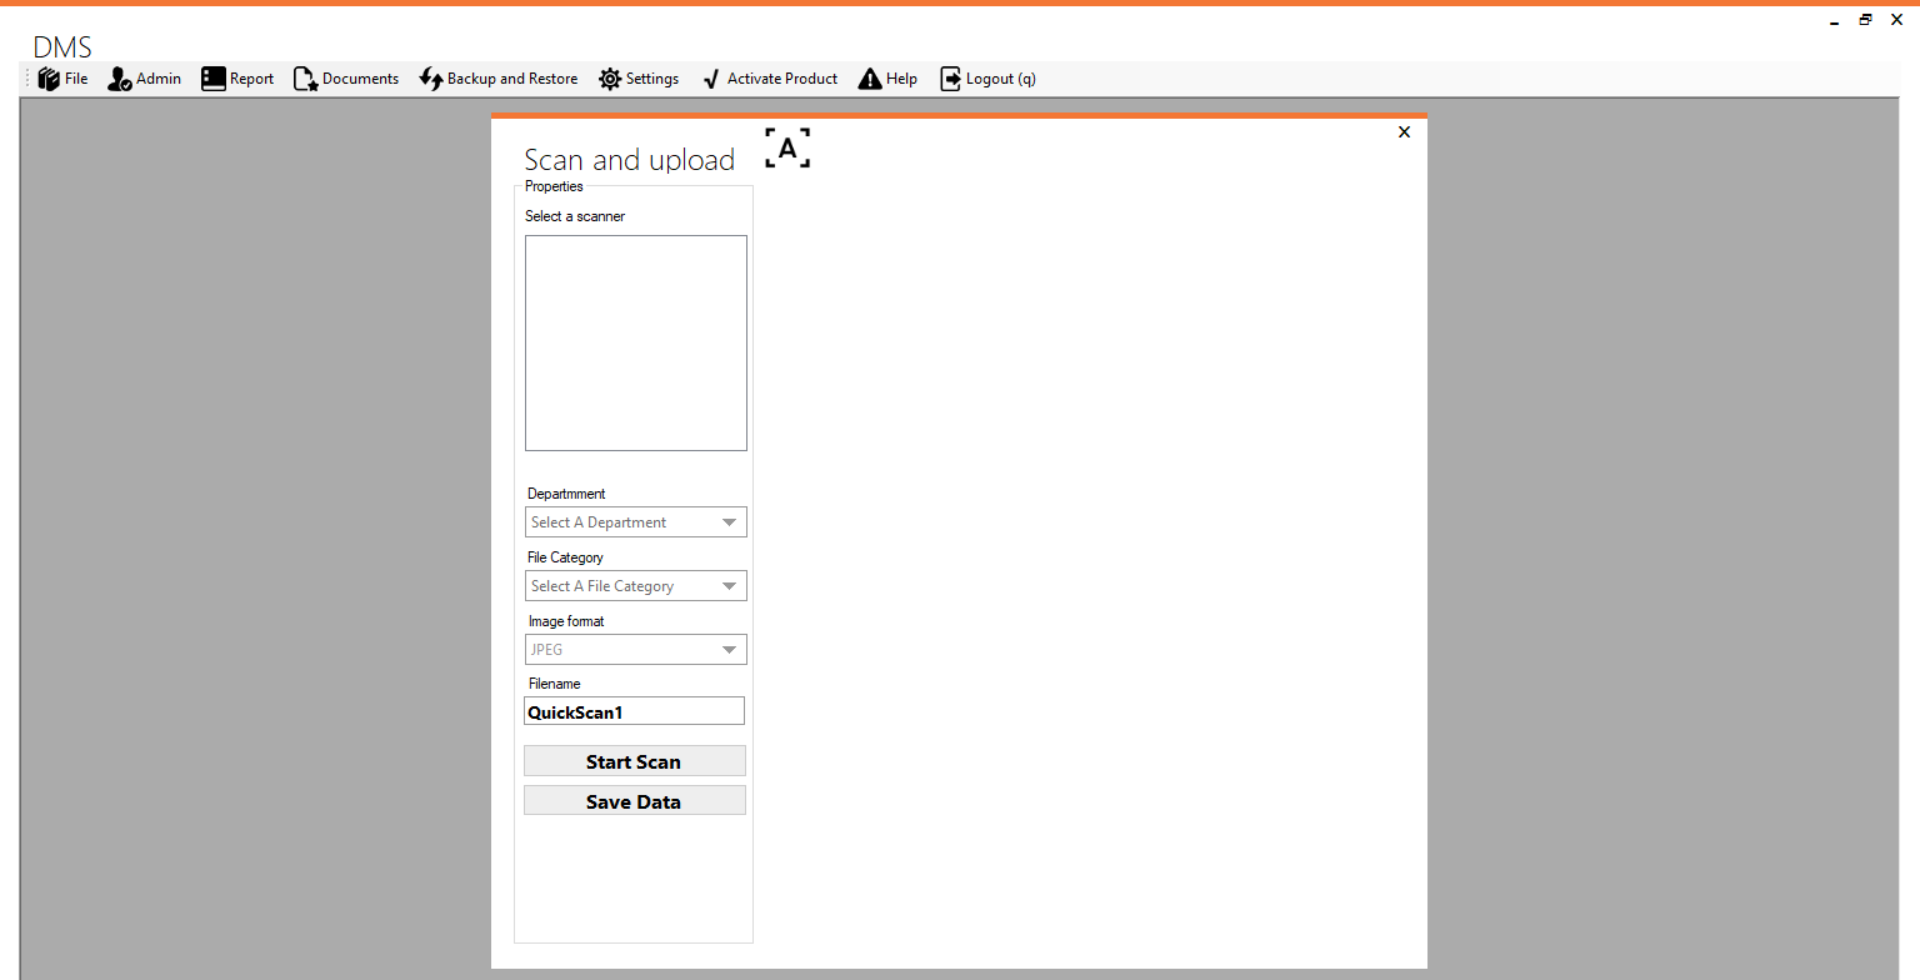 DMS
File Admin Report Documents Backup and Restore Settings Activate Product Help Logout (q)
Scan and upload [A]
Properties
Select a scanner
Departmment
Select A Department
File Category
Select A File Category
Image format
JPEG
Filename
QuickScan1
Start Scan
Save Data